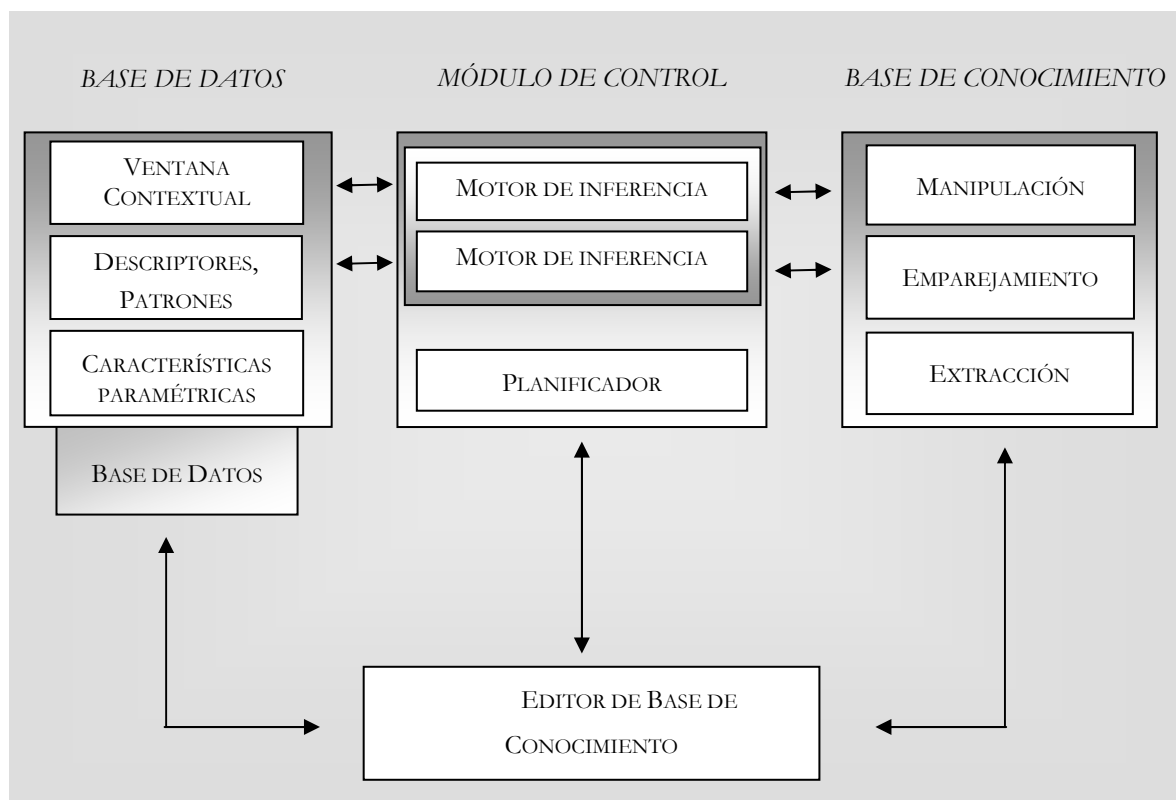 BASE DE DATOS
MÓDULO DE CONTROL
BASE DE CONOCIMIENTO
VENTANA
CONTEXTUAL
DESCRIPTORES,
PATRONES
CARACTERÍSTICAS
PARAMÉTRICAS
BASE DE DATOS
MOTOR DE INFERENCIA
MOTOR DE INFERENCIA
PLANIFICADOR
MANIPULACIÓN
EMPAREJAMIENTO
EXTRACCIÓN
EDITOR DE BASE DE
CONOCIMIENTO